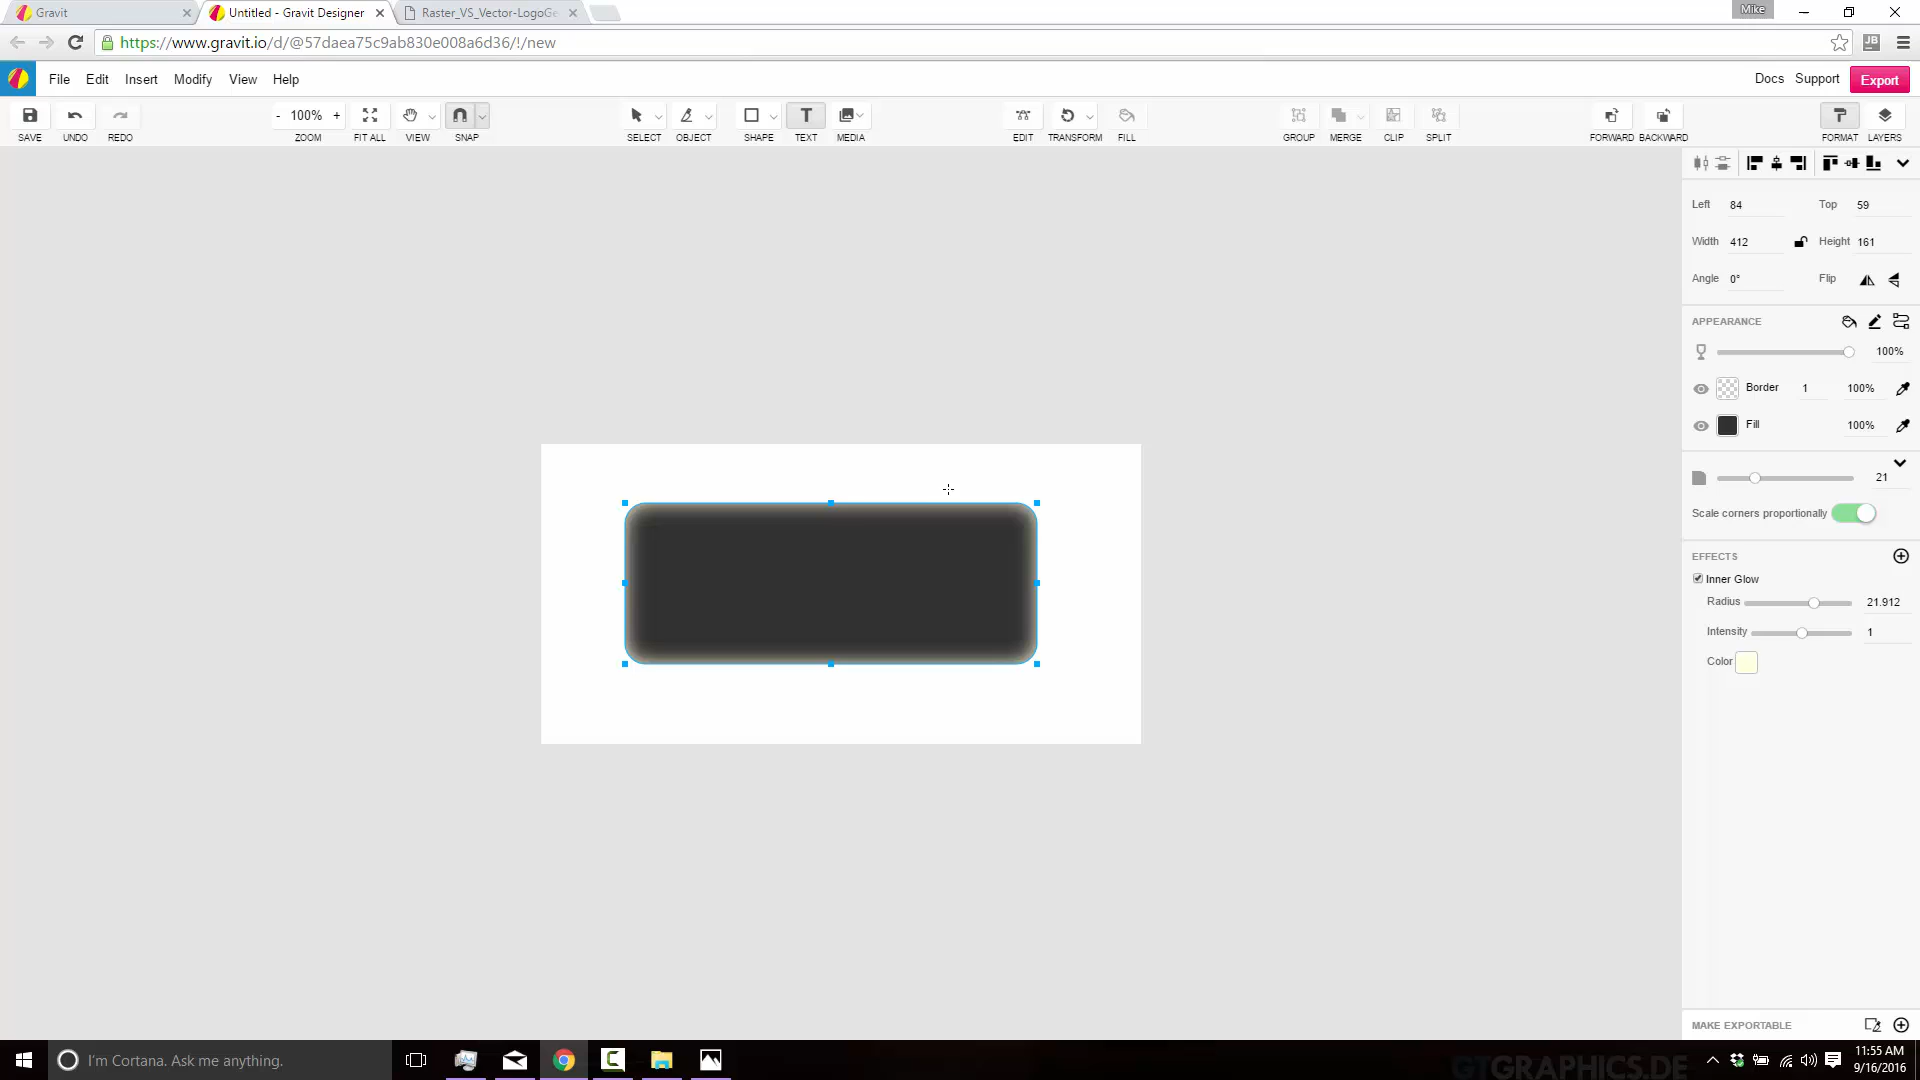 Gravit
Untitled - Gravit Designer
Raster_VS_Vector-LogoGe
Mike
https://www.gravit.io/d/@57daea75c9ab830e008a6d36/!/new
JB
File Edit Insert Modify View Help
Docs Support Export
- 100% +
SAVE UNDO REDO ZOOM FIT ALL VIEW SNAP SELECT OBJECT SHAPE TEXT MEDIA EDIT TRANSFORM FILL GROUP MERGE CLIP SPLIT FORWARD BACKWARD FORMAT LAYERS
Left 84 Top 59
Width 412 Height 161
Angle 0° Flip
APPEARANCE
100%
Border 1 100%
Fill 100%
21
Scale corners proportionally
EFFECTS
Inner Glow
Radius 21.912
Intensity 1
Color
MAKE EXPORTABLE
I'm Cortana. Ask me anything.
GTGRAPHICS.DE
11:55 AM
9/16/2016